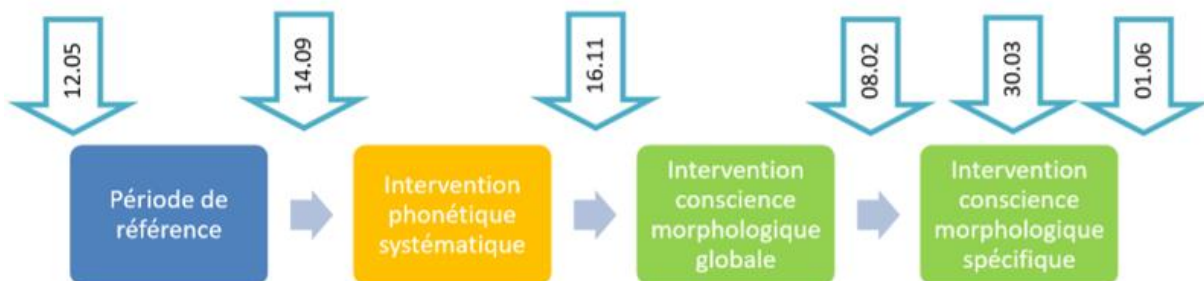 12.05
14.09
16.11
08.02
30.03
01.06
Période de
référence
Intervention
phonétique
systématique
Intervention
conscience
morphologique
globale
Intervention
conscience
morphologique
spécifique